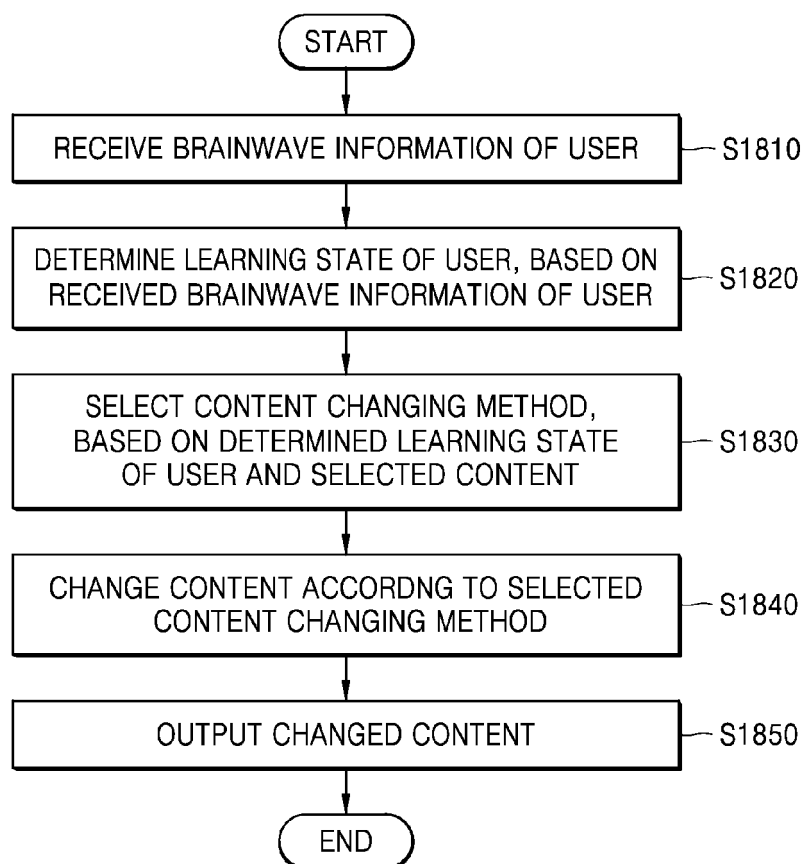 START
RECEIVE BRAINWAVE INFORMATION OF USER
S1810
DETERMINE LEARNING STATE OF USER, BASED ON
RECEIVED BRAINWAVE INFORMATION OF USER
S1820
SELECT CONTENT CHANGING METHOD,
BASED ON DETERMINED LEARNING STATE
OF USER AND SELECTED CONTENT
S1830
CHANGE CONTENT ACCORDNG TO SELECTED
CONTENT CHANGING METHOD
S1840
OUTPUT CHANGED CONTENT
S1850
END